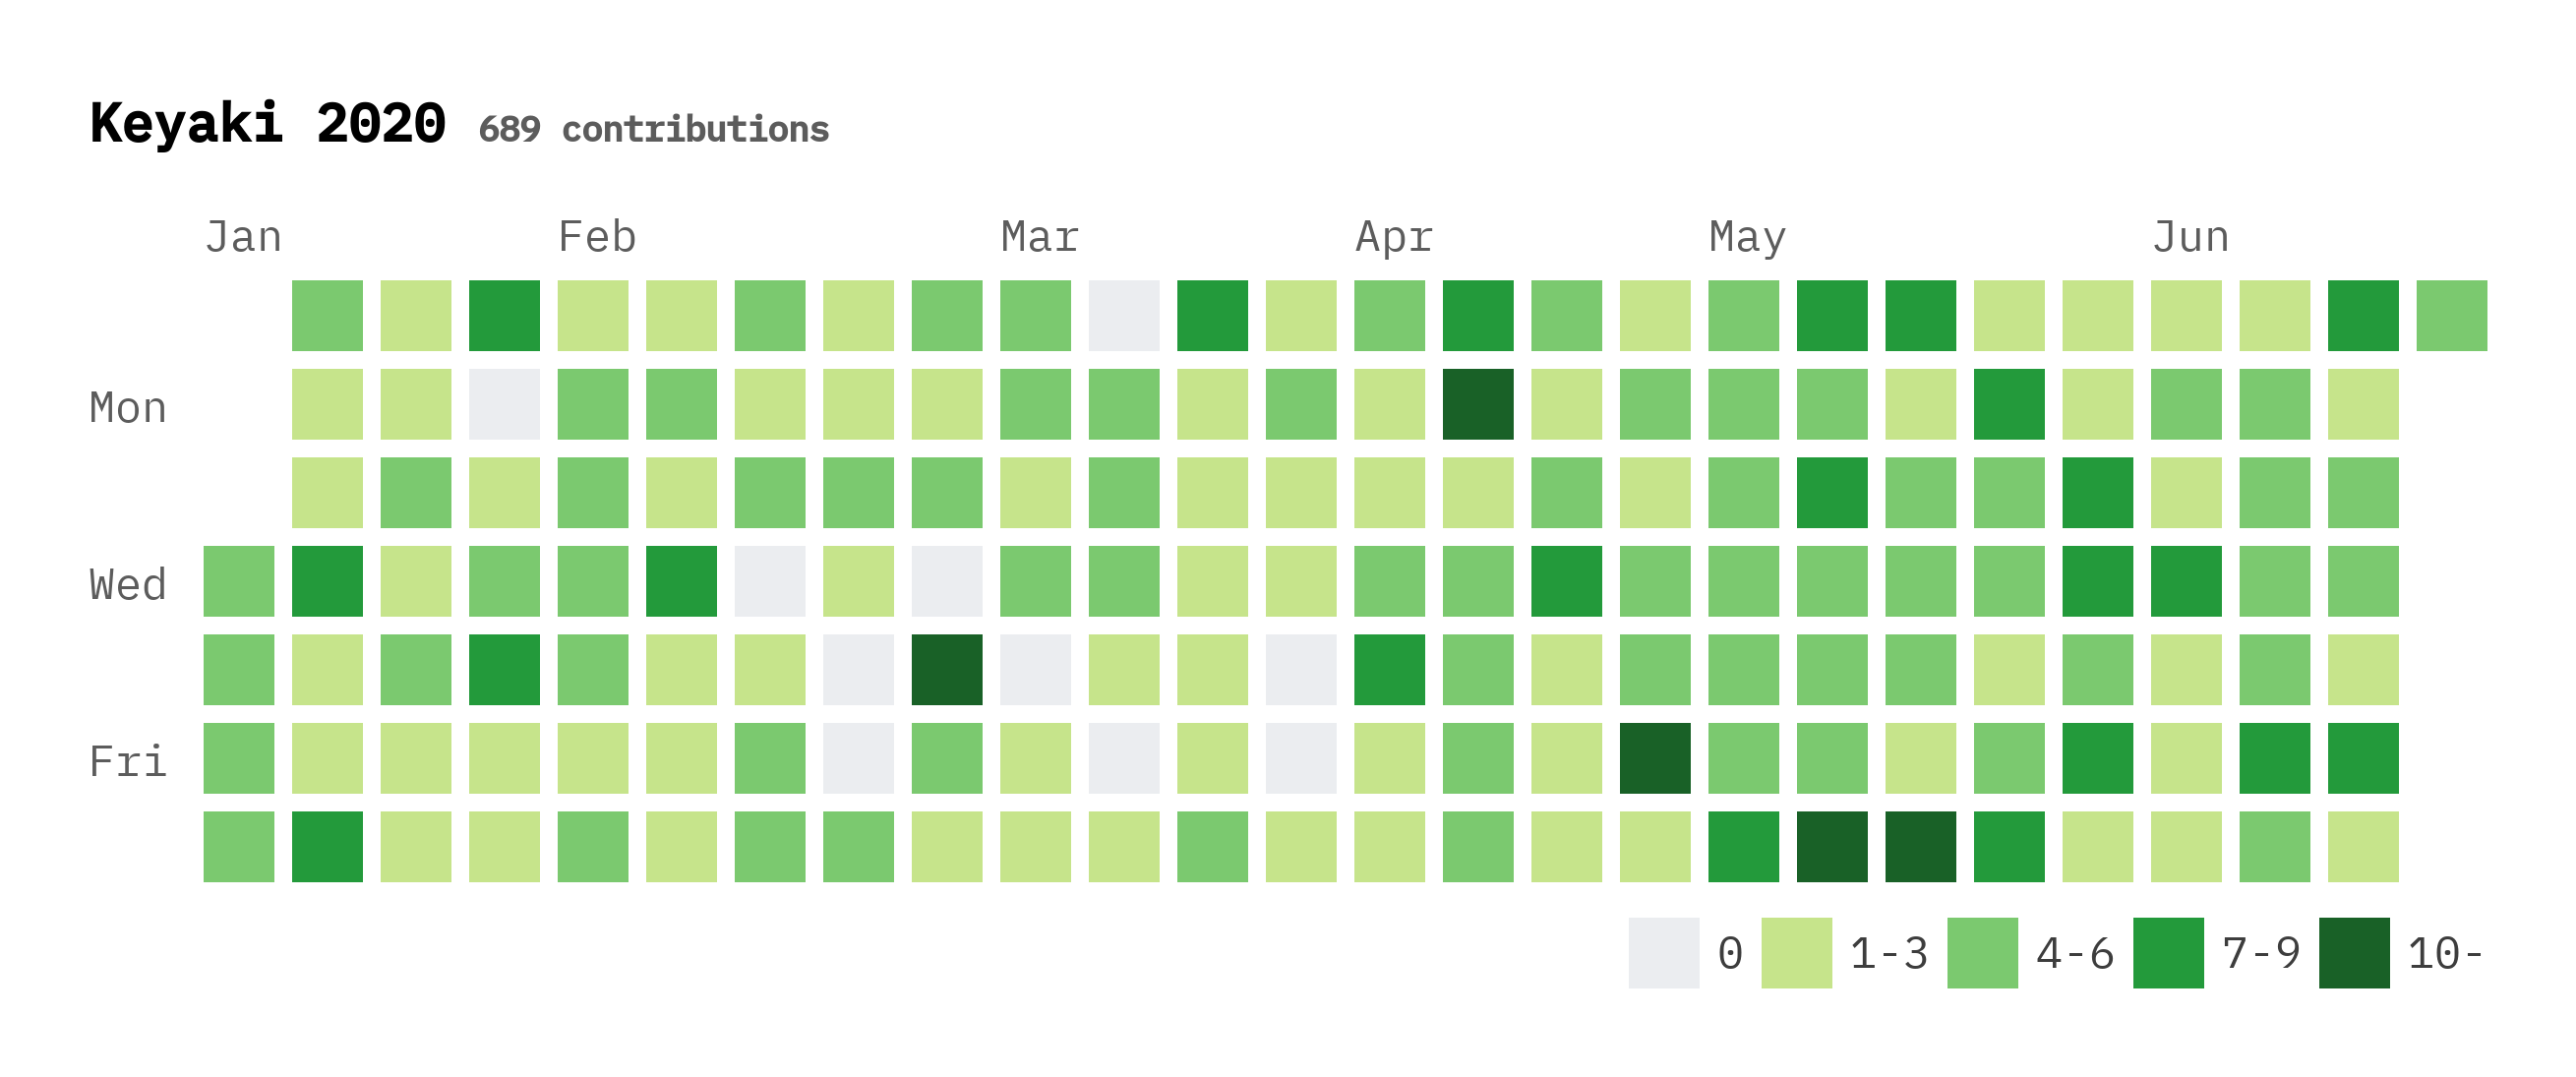 Keyaki 2020 689 contributions
Jan Feb Mar Apr May Jun
Mon
Wed
Fri
0 1-3 4-6 7-9 10-